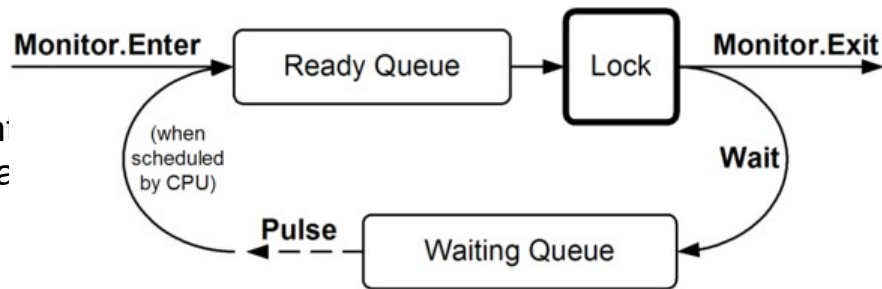 Monitor.Enter
Ready Queue
Lock
Monitor.Exit
(when
scheduled
by CPU)
Wait
Pulse
Waiting Queue